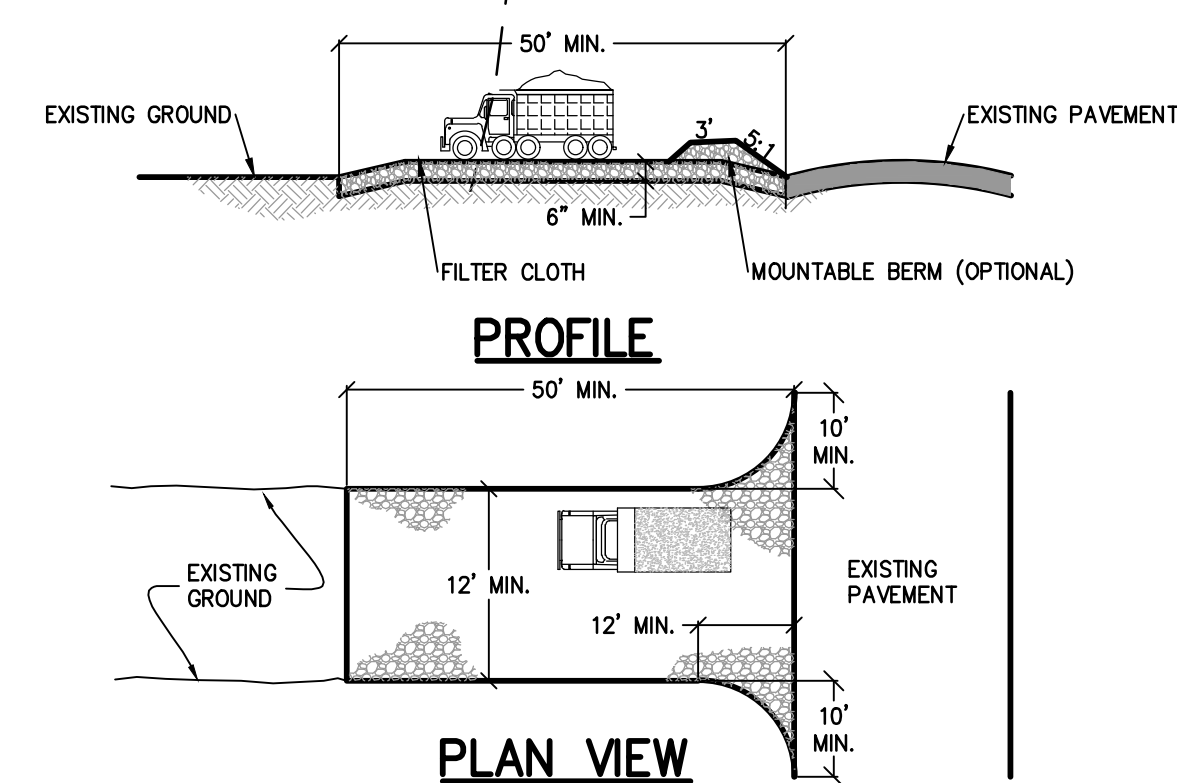 50' MIN.
EXISTING GROUND
EXISTING PAVEMENT
3'
5:1
6" MIN.
FILTER CLOTH
MOUNTABLE BERM (OPTIONAL)
PROFILE
50' MIN.
10'
MIN.
EXISTING
GROUND
12' MIN.
EXISTING
PAVEMENT
12' MIN.
10'
MIN.
PLAN VIEW